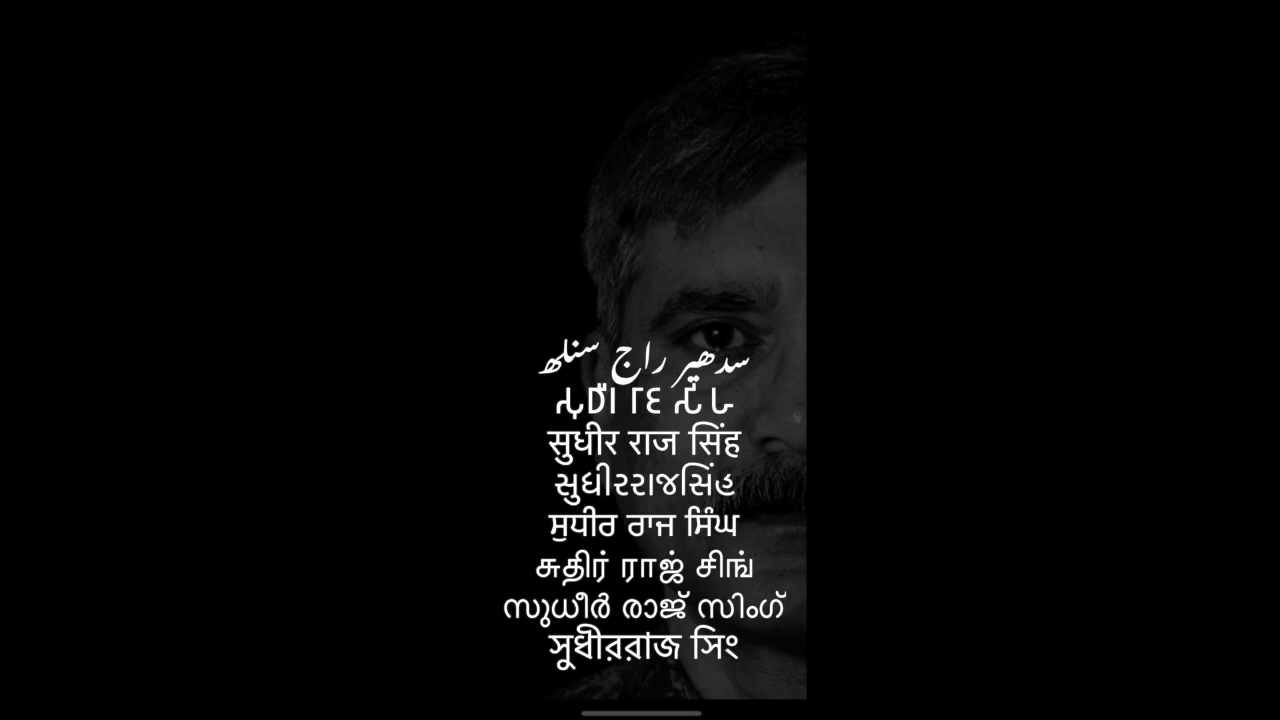 سدھیر راج سنلھ
सुधीर राज सिंह
સુધીરરાજસિંહ
ਸੁਧੀਰ ਰਾਜ ਸਿੰਘ
சுதிர் ராஜ் சிங்
സുധീർ രാജ് സിംഗ്
সুধীররাজ সিং